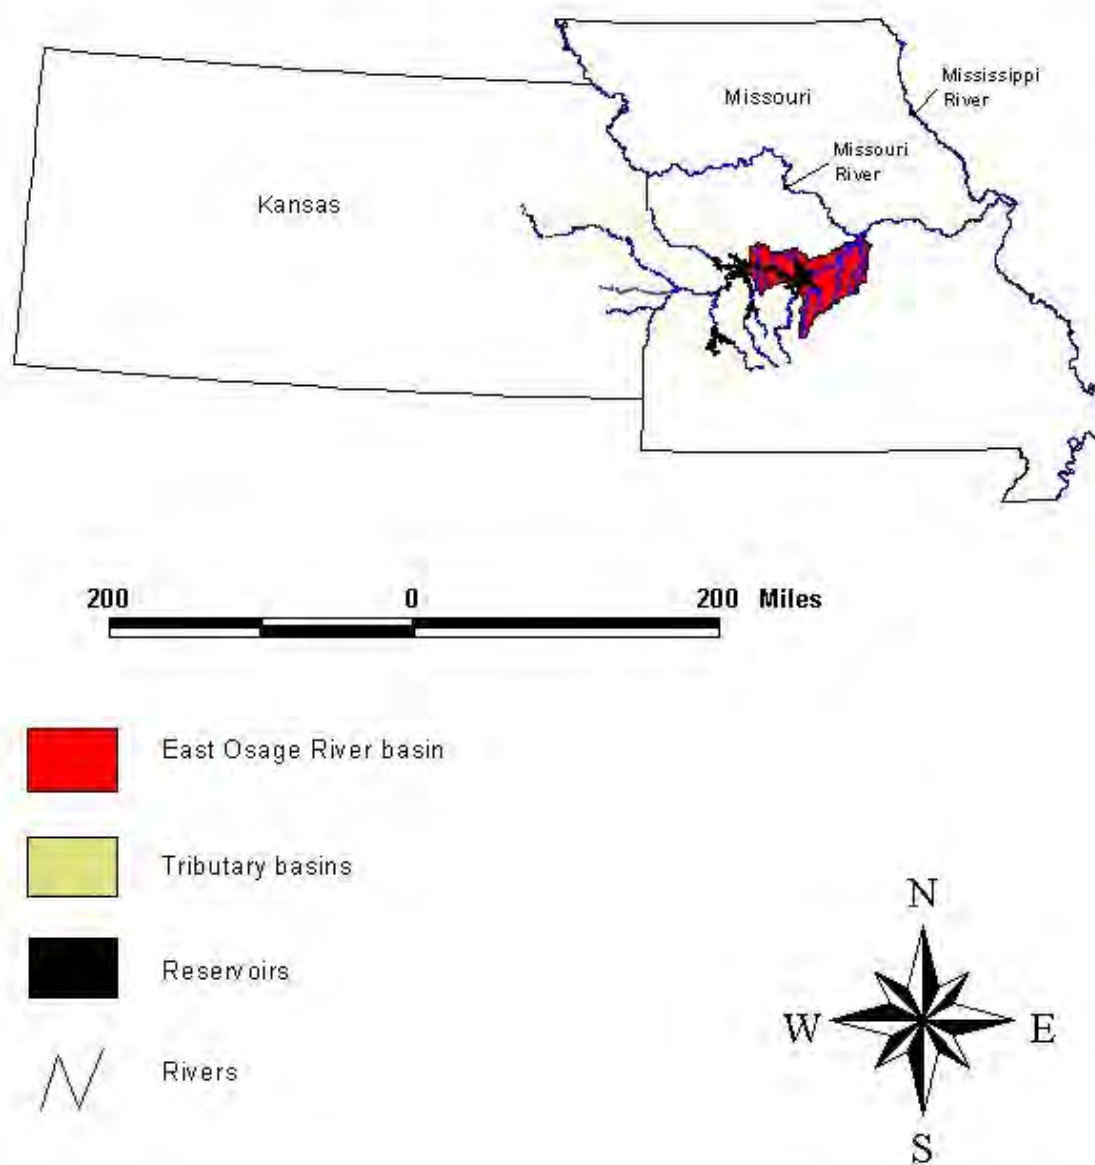 Mississippi
River
Missouri
Missouri
River
Kansas
200 0 200 Miles
East Osage River basin
Tributary basins
Reservoirs
Rivers
N
W E
S